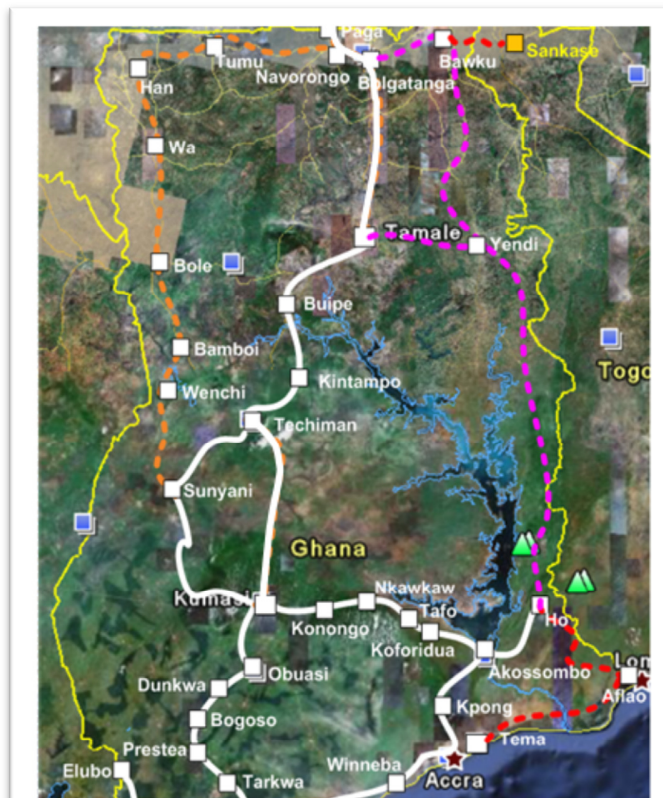 Paga
Tumu
Navorongo
Bolgatanga
Bawku
Sankase
Han
Wa
Tamale
Yendi
Bole
Buipe
Bamboi
Togo
Kintampo
Wenchi
Techiman
Sunyani
Ghana
Kumasi
Nkawkaw
Konongo
Tafo
Ho
Koforidua
Obuasi
Akossombo
Lom
Dunkwa
Aflao
Bogoso
Kpong
Prestea
Tema
Elubo
Winneba
Accra
Tarkwa